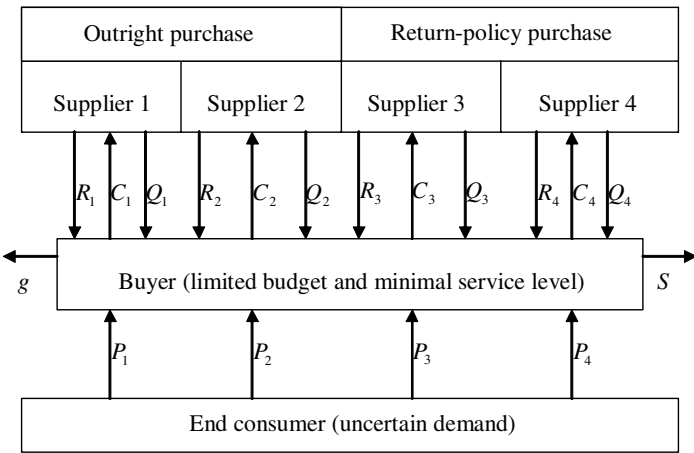 Outright purchase Return-policy purchase
Supplier 1 Supplier 2 Supplier 3 Supplier 4
R1 C1 Q1 R2 C2 Q2 R3 C3 Q3 R4 C4 Q4
Buyer (limited budget and minimal service level)
g S
P1 P2 P3 P4
End consumer (uncertain demand)